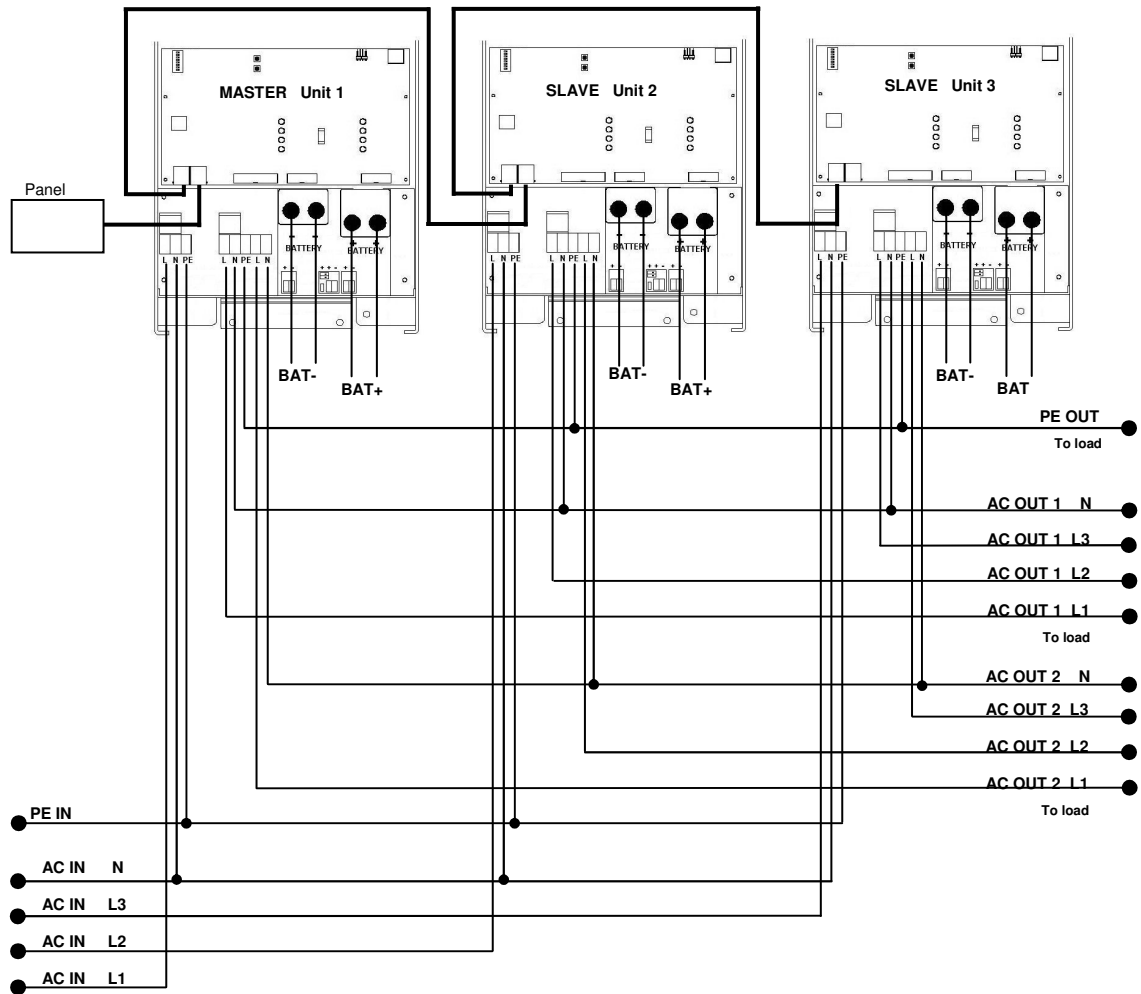 MASTER Unit 1
SLAVE Unit 2
SLAVE Unit 3
Panel
- -
+ +
BATTERY BATTERY
L N PE
L N PE L N
+ - + + - + -
BAT-
BAT+
- -
+ +
BATTERY BATTERY
L N PE
L N PE L N
+ - + + - + -
BAT-
BAT+
- -
+ +
BATTERY BATTERY
L N PE
L N PE L N
+ - + + - + -
BAT-
BAT
PE OUT
To load
AC OUT 1 N
AC OUT 1 L3
AC OUT 1 L2
AC OUT 1 L1
To load
AC OUT 2 N
AC OUT 2 L3
AC OUT 2 L2
AC OUT 2 L1
To load
PE IN
AC IN N
AC IN L3
AC IN L2
AC IN L1